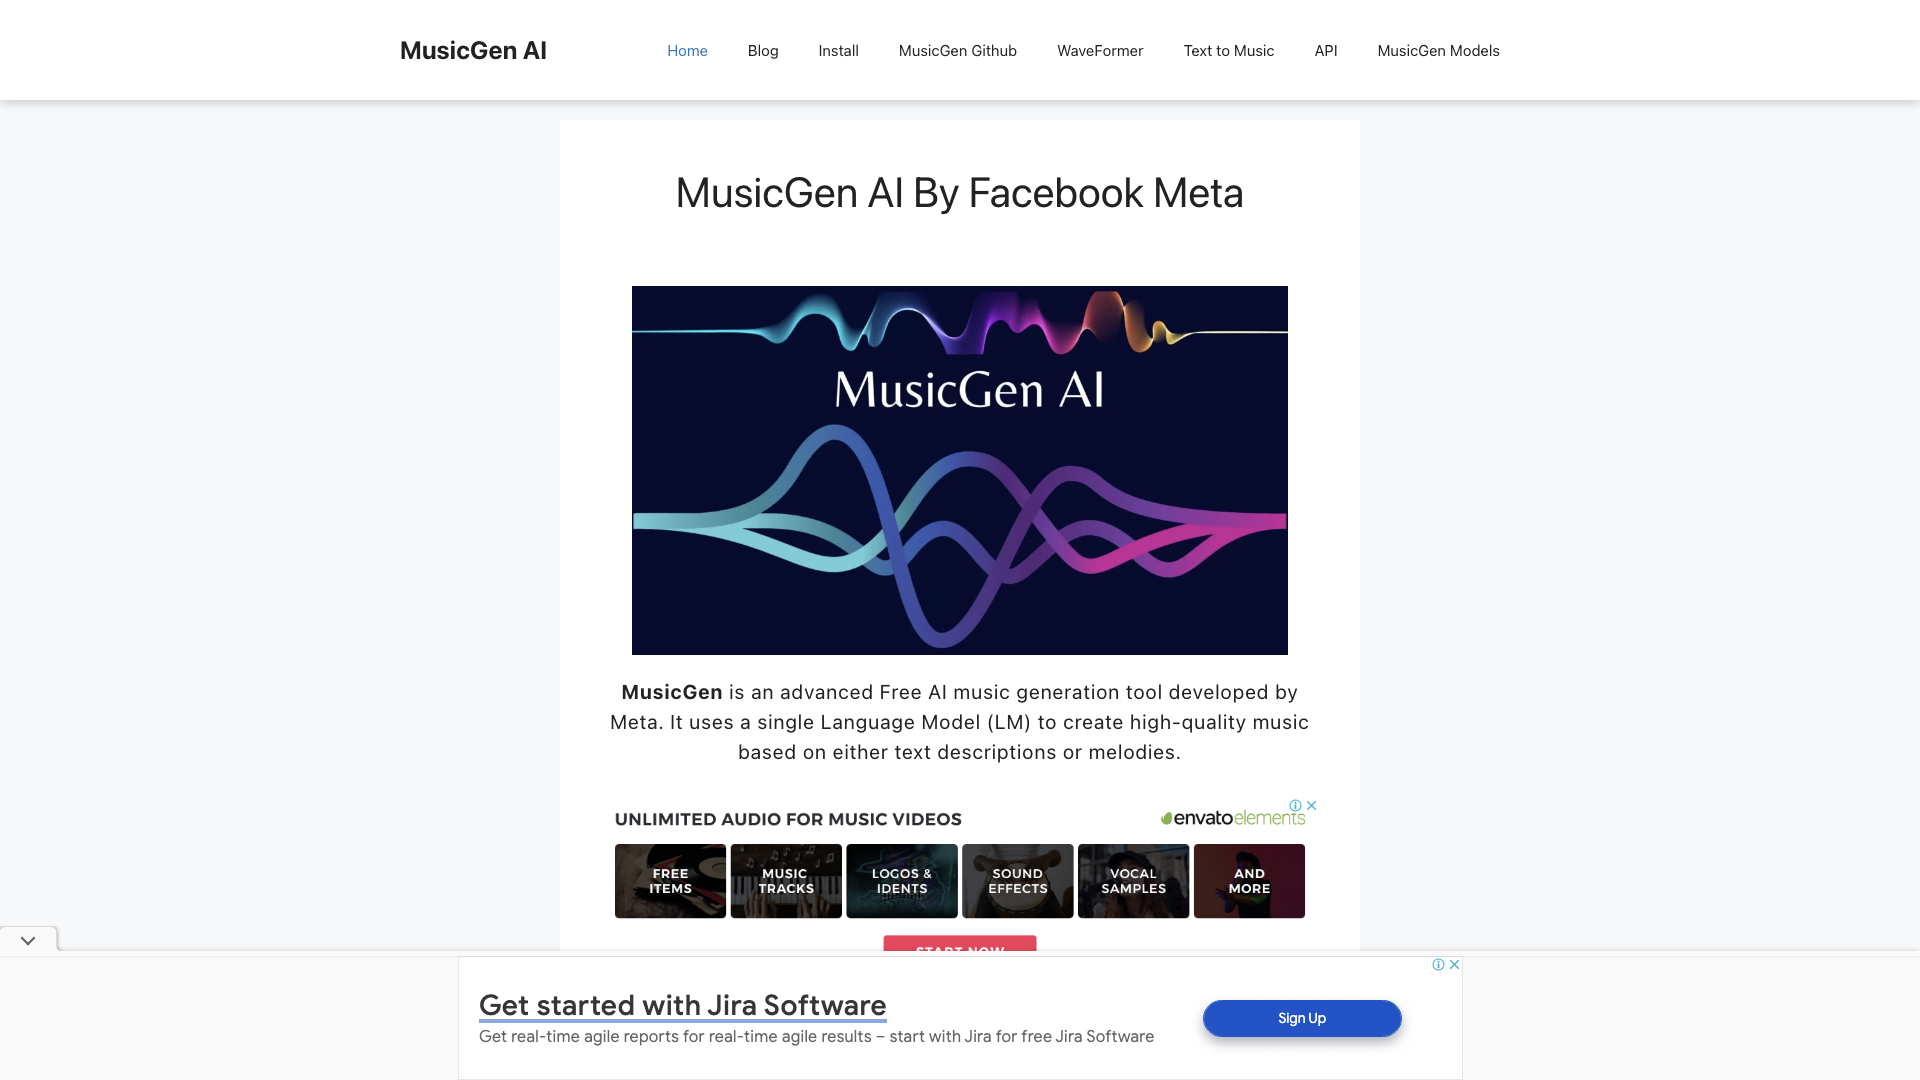 MusicGen AI
Home Blog Install MusicGen Github WaveFormer Text to Music API MusicGen Models
MusicGen AI By Facebook Meta
MusicGen AI
MusicGen is an advanced Free AI music generation tool developed by
Meta. It uses a single Language Model (LM) to create high-quality music
based on either text descriptions or melodies.
UNLIMITED AUDIO FOR MUSIC VIDEOS
envatoelements
FREE
ITEMS
MUSIC
TRACKS
LOGOS &
IDENTS
SOUND
EFFECTS
VOCAL
SAMPLES
AND
MORE
START NOW
Get started with Jira Software
Get real-time agile reports for real-time agile results – start with Jira for free Jira Software
Sign Up